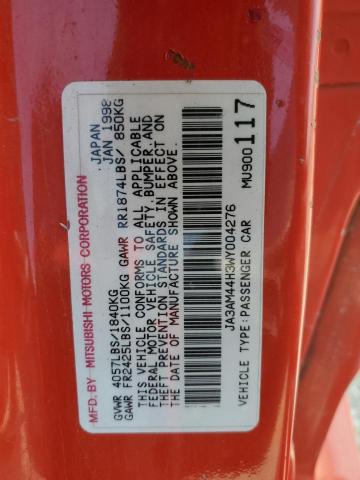 MFD. BY MITSUBISHI MOTORS CORPORATION JAPAN
JAN 1998
GVWR 4057LBS/1840KG
GAWR FR2425LBS/1100KG GAWR RR1874LBS/ 850KG
THIS VEHICLE CONFORMS TO ALL APPLICABLE
FEDERAL MOTOR VEHICLE SAFETY,BUMPER,AND
THEFT PREVENTION STANDARDS IN EFFECT ON
THE DATE OF MANUFACTURE SHOWN ABOVE.
JA3AM44H3WY004276
VEHICLE TYPE:PASSENGER CAR
MU900117